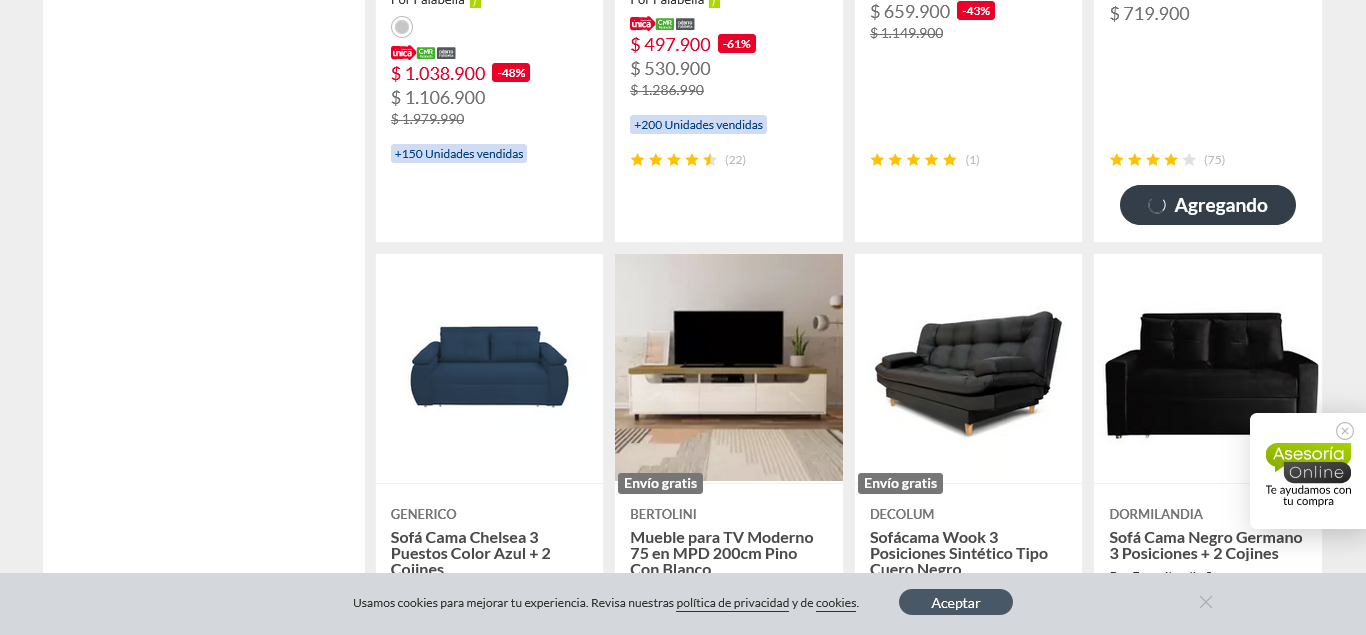 Por Falabella
única CMR
$ 1.038.900 -48%
$ 1.106.900
$ 1.979.990
+150 Unidades vendidas
Por Falabella
única CMR
$ 497.900 -61%
$ 530.900
$ 1.286.990
+200 Unidades vendidas
(22)
$ 659.900 -43%
$ 1.149.900
(1)
$ 719.900
(75)
Agregando
GENERICO
Sofá Cama Chelsea 3
Puestos Color Azul + 2
Cojines
Envío gratis
BERTOLINI
Mueble para TV Moderno
75 en MPD 200cm Pino
Con Blanco
Envío gratis
DECOLUM
Sofácama Wook 3
Posiciones Sintético Tipo
Cuero Negro
DORMILANDIA
Sofá Cama Negro Germano
3 Posiciones + 2 Cojines
Asesoría
Online
Te ayudamos con
tu compra
Usamos cookies para mejorar tu experiencia. Revisa nuestras política de privacidad y de cookies.
Aceptar